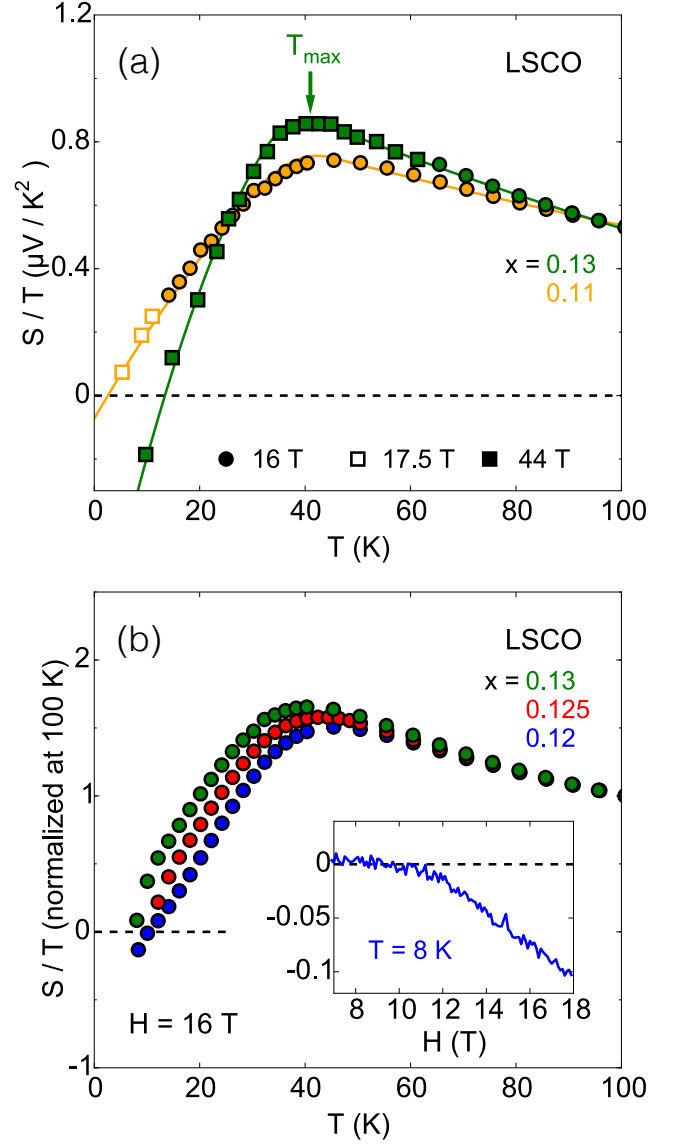 1.2
(a)
T_max
LSCO
0.8
S / T (μV / K²)
0.4
x = 0.13
0.11
0
16 T
17.5 T
44 T
0
20
40
60
80
100
T (K)
(b)
LSCO
2
x = 0.13
0.125
0.12
S / T (normalized at 100 K)
1
0
-0.05
-0.1
T = 8 K
8
10
12
14
16
18
H (T)
0
H = 16 T
-1
0
20
40
60
80
100
T (K)